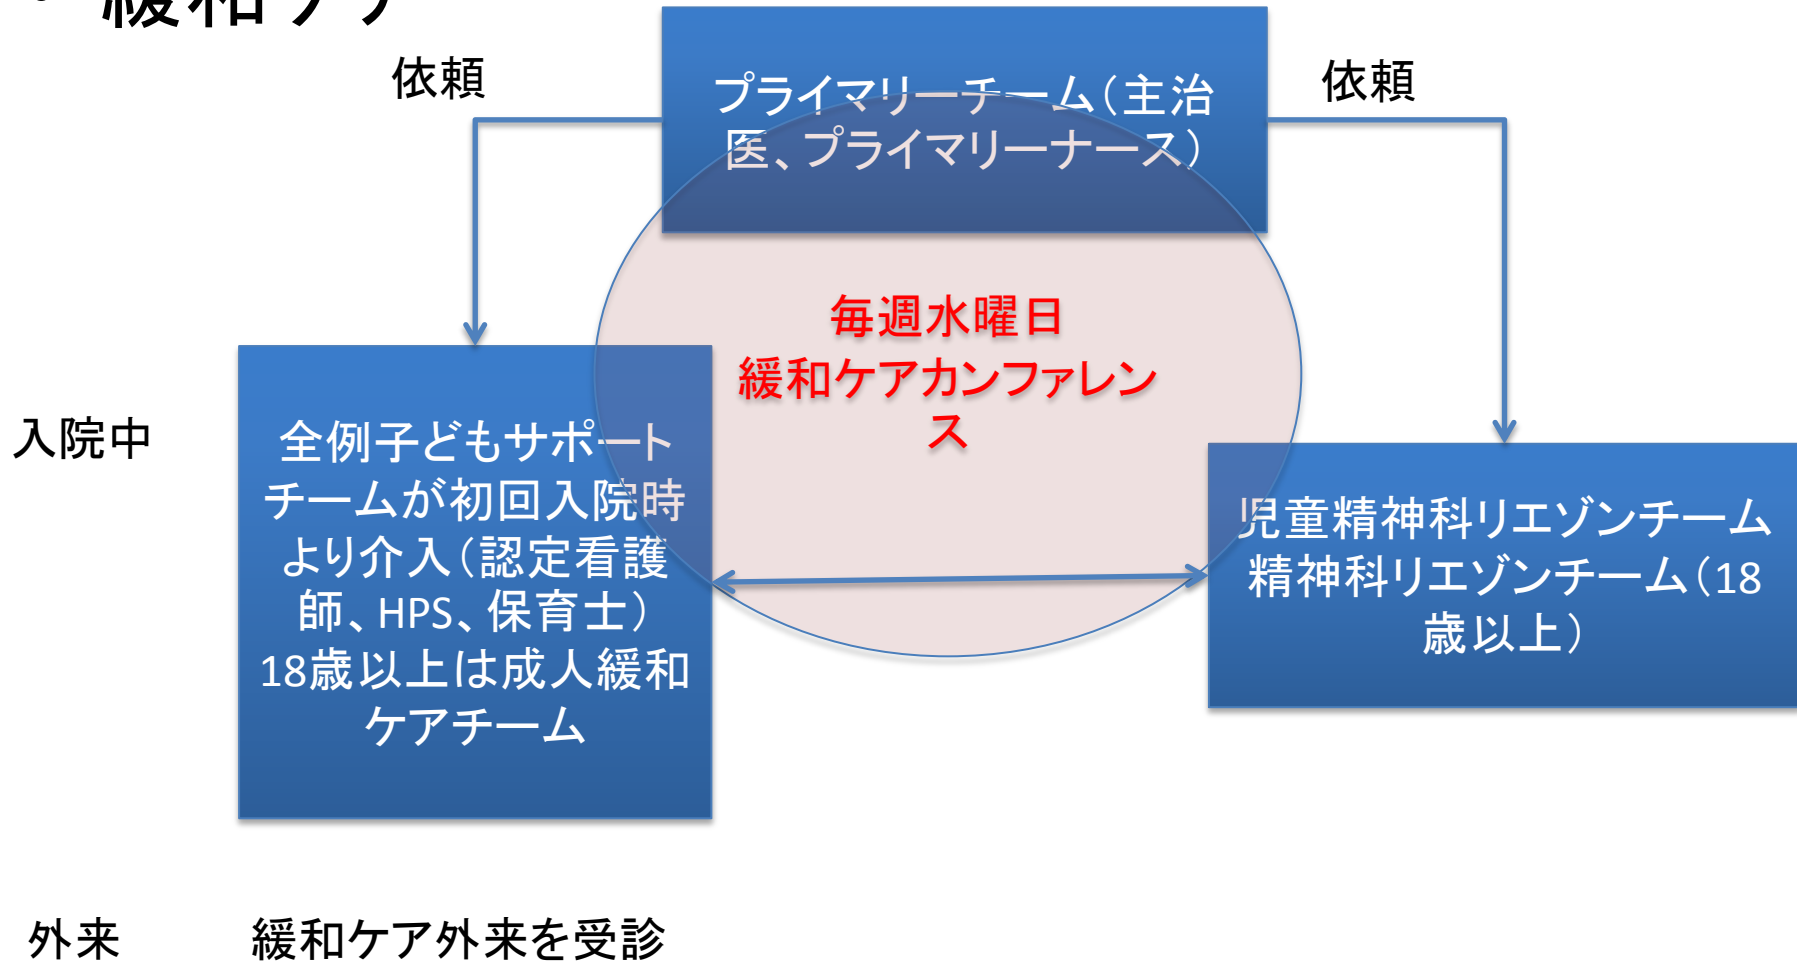 ・緩和ケア
依頼
プライマリーチーム（主治
医、プライマリーナース）
依頼
毎週水曜日
緩和ケアカンファレン
ス
入院中
全例子どもサポート
チームが初回入院時
より介入（認定看護
師、HPS、保育士）
18歳以上は成人緩和
ケアチーム
児童精神科リエゾンチーム
精神科リエゾンチーム（18
歳以上）
外来
緩和ケア外来を受診